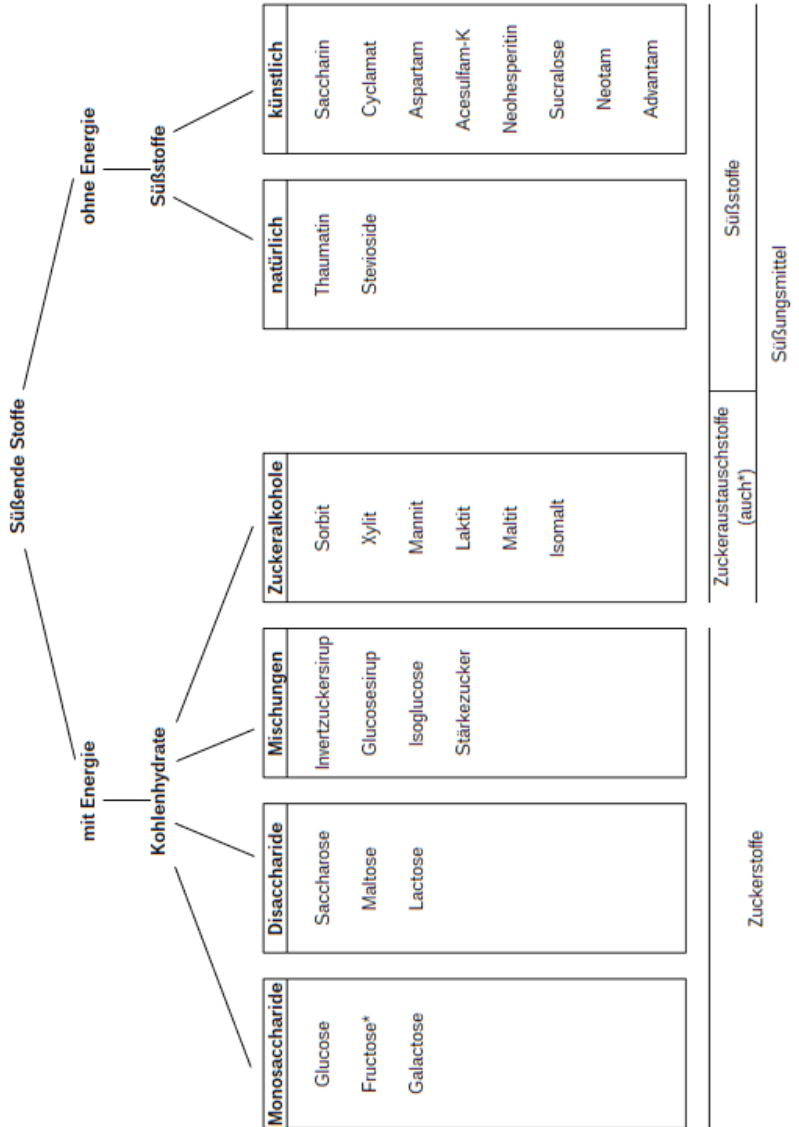 Süßende Stoffe
mit Energie
ohne Energie
Kohlenhydrate
Süßstoffe
Monosaccharide
Glucose
Fructose*
Galactose
Disaccharide
Saccharose
Maltose
Lactose
Mischungen
Invertzuckersirup
Glucosesirup
Isoglucose
Stärkezucker
Zuckeralkohole
Sorbit
Xylit
Mannit
Laktit
Maltit
Isomalt
natürlich
Thaumatin
Stevioside
künstlich
Saccharin
Cyclamat
Aspartam
Acesulfam-K
Neohesperitin
Sucralose
Neotam
Advantam
Zuckerstoffe
Zuckeraustauschstoffe
(auch*)
Süßstoffe
Süßungsmittel